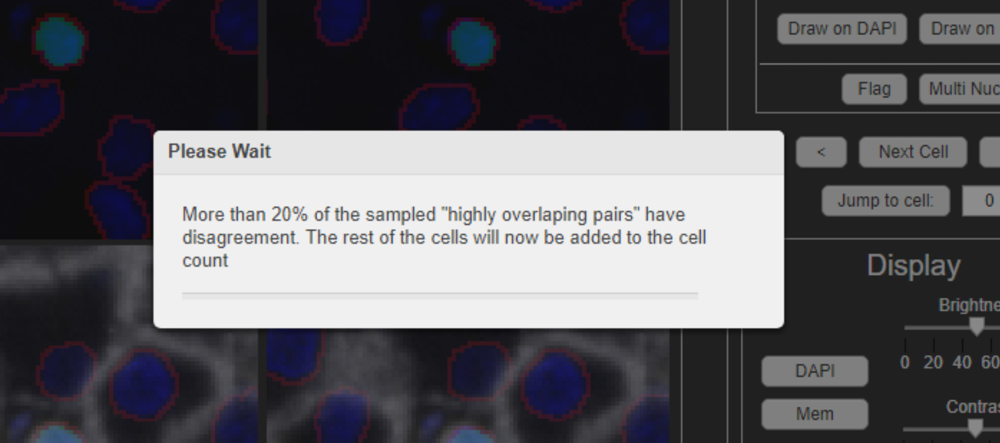 Draw on DAPI
Draw on
Flag
Multi Nuc
Please Wait
<
Next Cell
More than 20% of the sampled "highly overlaping pairs" have
disagreement. The rest of the cells will now be added to the cell
count
Jump to cell:
0
Display
Brightne
0 20 40 60
DAPI
Contras
Mem